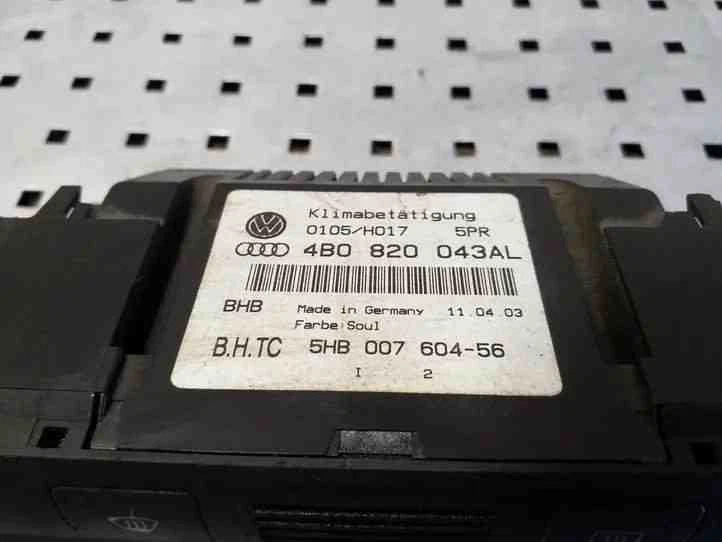 Klimabetätigung
0105/H017 5PR
4B0 820 043AL
BHB Made in Germany 11.04.03
Farbe Soul
B.H.TC 5HB 007 604-56
I 2